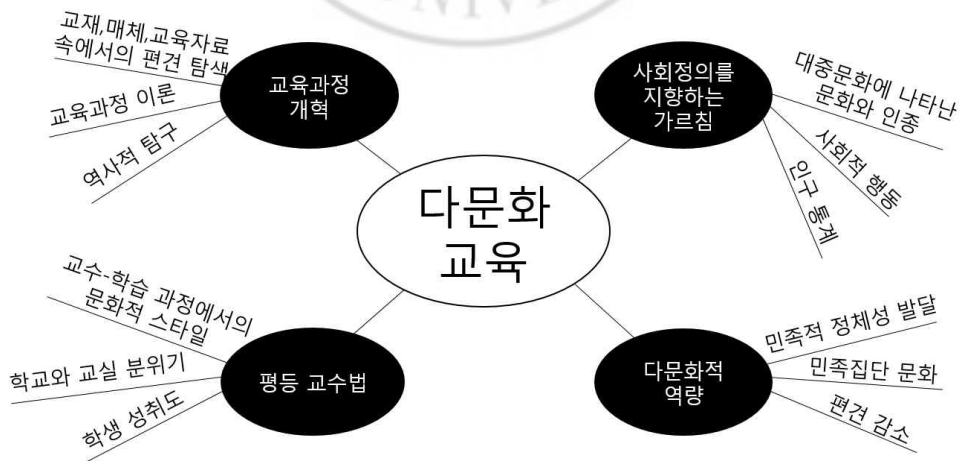 UNIVE
교재,매체,교육자료
속에서의 편견 탐색
교육과정 이론
역사적 탐구
교육과정
개혁
사회정의를
지향하는
가르침
대중문화에 나타난
문화와 인종
사회적 행동
인구 통계
다문화
교육
교수-학습 과정에서의
문화적 스타일
학교와 교실 분위기
학생 성취도
평등 교수법
다문화적
역량
민족적 정체성 발달
민족집단 문화
편견 감소